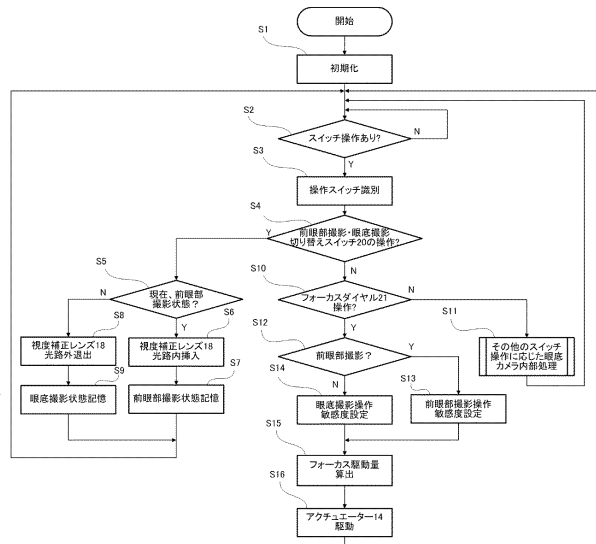 開始
S1
初期化
S2
スイッチ操作あり?
N
Y
S3
操作スイッチ識別
S4
前眼部撮影・眼底撮影
切り替えスイッチ20の操作?
Y
N
S5
現在、前眼部
撮影状態?
N
Y
S8
視度補正レンズ18
光路外退出
S6
視度補正レンズ18
光路内挿入
S9
眼底撮影状態記憶
S7
前眼部撮影状態記憶
S10
フォーカスダイヤル21
操作?
N
Y
S11
その他のスイッチ
操作に応じた眼底
カメラ内部処理
S12
前眼部撮影?
Y
N
S14
眼底撮影操作
敏感度設定
S13
前眼部撮影操作
敏感度設定
S15
フォーカス駆動量
算出
S16
アクチュエーター14
駆動